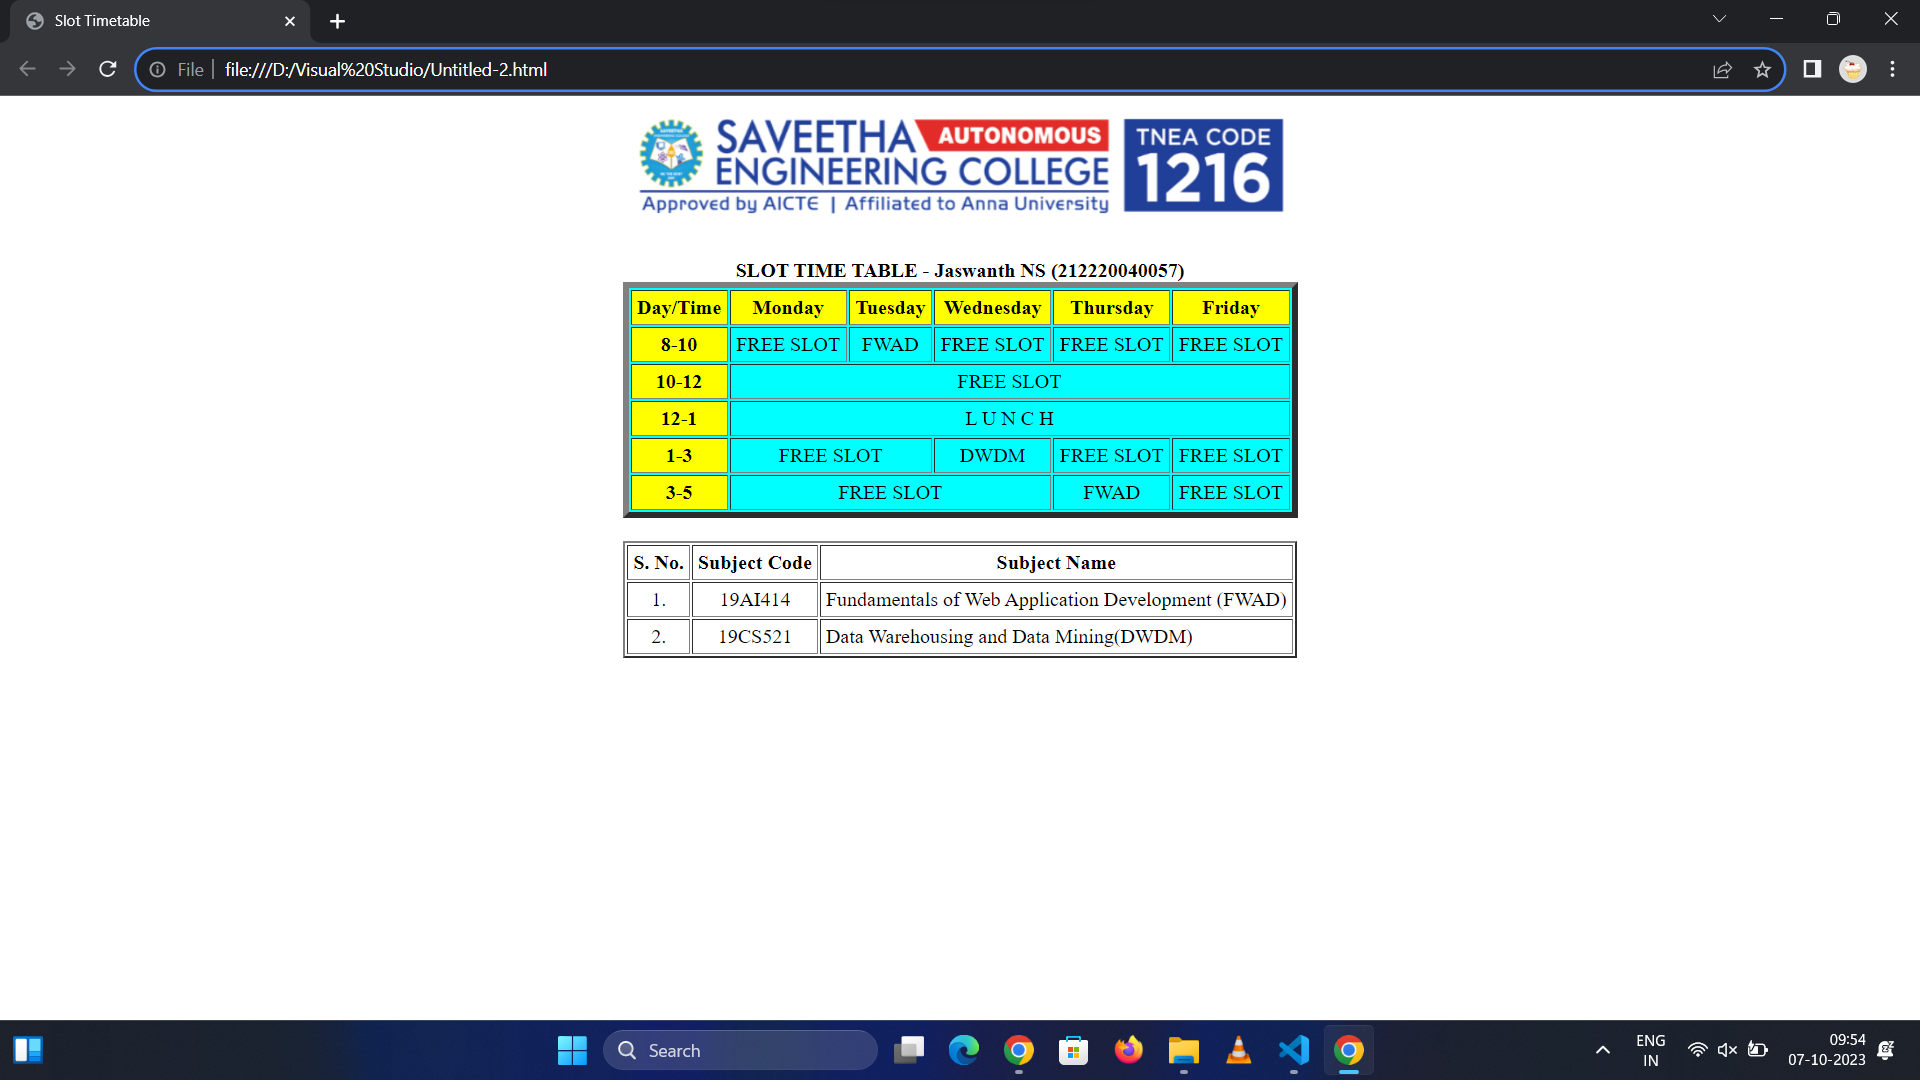 Slot Timetable
File | file:///D:/Visual%20Studio/Untitled-2.html
SAVEETHA AUTONOMOUS
ENGINEERING COLLEGE
Approved by AICTE | Affiliated to Anna University
TNEA CODE
1216
SLOT TIME TABLE - Jaswanth NS (212220040057)
Day/Time Monday Tuesday Wednesday Thursday Friday
8-10 FREE SLOT FWAD FREE SLOT FREE SLOT FREE SLOT
10-12 FREE SLOT
12-1 L U N C H
1-3 FREE SLOT DWDM FREE SLOT FREE SLOT
3-5 FREE SLOT FWAD FREE SLOT
S. No. Subject Code Subject Name
1. 19AI414 Fundamentals of Web Application Development (FWAD)
2. 19CS521 Data Warehousing and Data Mining(DWDM)
Search
ENG
IN
09:54
07-10-2023